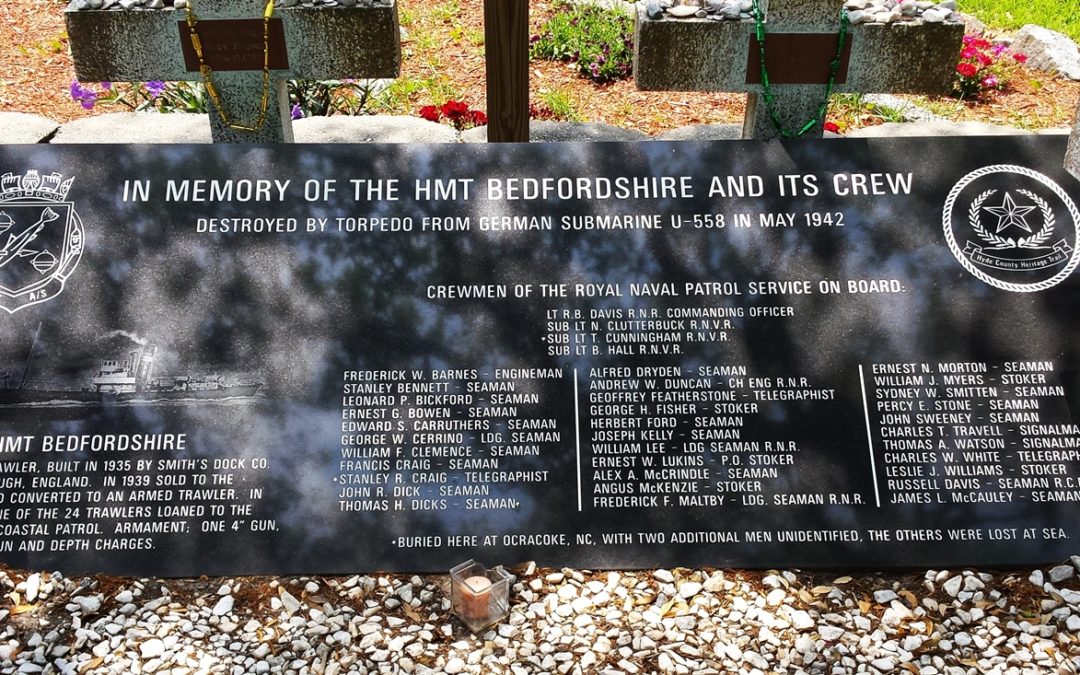 IN MEMORY OF THE HMT BEDFORDSHIRE AND ITS CREW
DESTROYED BY TORPEDO FROM GERMAN SUBMARINE U-558 IN MAY 1942
A/S
Hyde County Heritage Trail
CREWMEN OF THE ROYAL NAVAL PATROL SERVICE ON BOARD:
LT R.B. DAVIS R.N.R. COMMANDING OFFICER
SUB LT N. CLUTTERBUCK R.N.V.R.
*SUB LT T. CUNNINGHAM R.N.V.R.
SUB LT B. HALL R.N.V.R.
FREDERICK W. BARNES - ENGINEMAN
STANLEY BENNETT - SEAMAN
LEONARD P. BICKFORD - SEAMAN
ERNEST G. BOWEN - SEAMAN
EDWARD S. CARRUTHERS - SEAMAN
GEORGE W. CERRINO - LDG. SEAMAN
WILLIAM F. CLEMENCE - SEAMAN
FRANCIS CRAIG - SEAMAN
*STANLEY R. CRAIG - TELEGRAPHIST
JOHN R. DICK - SEAMAN
THOMAS H. DICKS - SEAMAN
ALFRED DRYDEN - SEAMAN
ANDREW W. DUNCAN - CH ENG R.N.R.
GEOFFREY FEATHERSTONE - TELEGRAPHIST
GEORGE H. FISHER - STOKER
HERBERT FORD - SEAMAN
JOSEPH KELLY - SEAMAN
WILLIAM LEE - LDG SEAMAN R.N.R.
ERNEST W. LUKINS - P.O. STOKER
ALEX A. McCRINDLE - SEAMAN
ANGUS McKENZIE - STOKER
FREDERICK F. MALTBY - LDG. SEAMAN R.N.R.
ERNEST N. MORTON - SEAMAN
WILLIAM J. MYERS - STOKER
SYDNEY W. SMITTEN - SEAMAN
PERCY E. STONE - SEAMAN
JOHN SWEENEY - SEAMAN
CHARLES T. TRAVELL - SIGNALMA
THOMAS A. WATSON - SIGNALMA
CHARLES W. WHITE - TELEGRAPH
LESLIE J. WILLIAMS - STOKER
RUSSELL DAVIS - SEAMAN R.C.
JAMES L. McCAULEY - SEAMAN
HMT BEDFORDSHIRE
AWLER, BUILT IN 1935 BY SMITH'S DOCK CO.
UGH, ENGLAND. IN 1939 SOLD TO THE
D CONVERTED TO AN ARMED TRAWLER. IN
NE OF THE 24 TRAWLERS LOANED TO THE
COASTAL PATROL. ARMAMENT; ONE 4" GUN,
UN AND DEPTH CHARGES.
*BURIED HERE AT OCRACOKE, NC, WITH TWO ADDITIONAL MEN UNIDENTIFIED, THE OTHERS WERE LOST AT SEA.